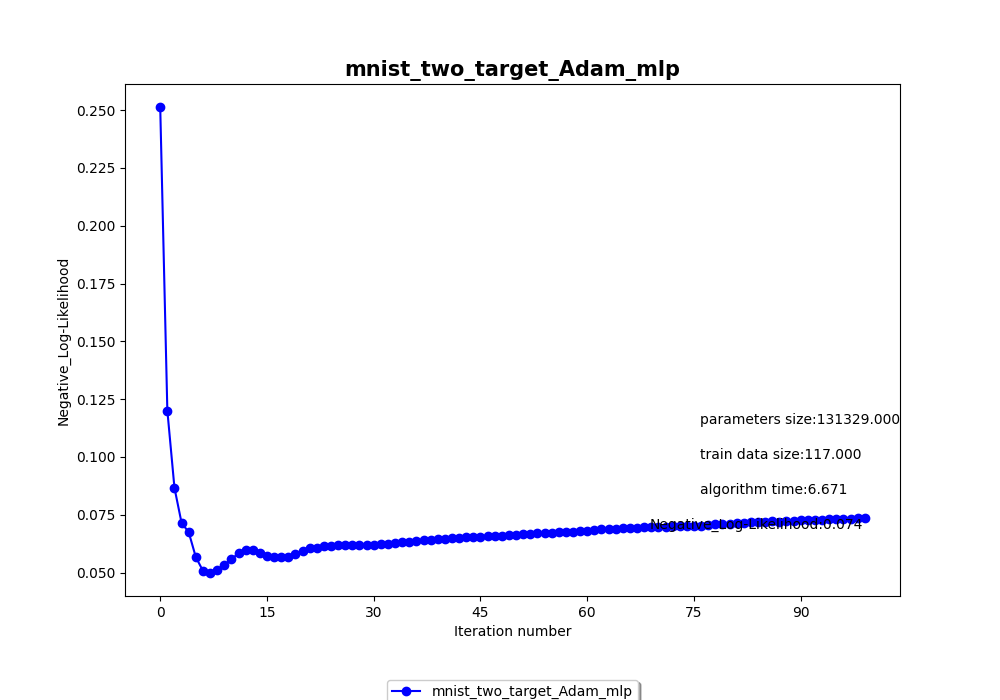 mnist_two_target_Adam_mlp
0.250
0.225
0.200
0.175
0.150
0.125
0.100
0.075
0.050
Negative_Log-Likelihood
parameters size:131329.000
train data size:117.000
algorithm time:6.671
Negative_Log-Likelihood:0.074
0 15 30 45 60 75 90
Iteration number
mnist_two_target_Adam_mlp